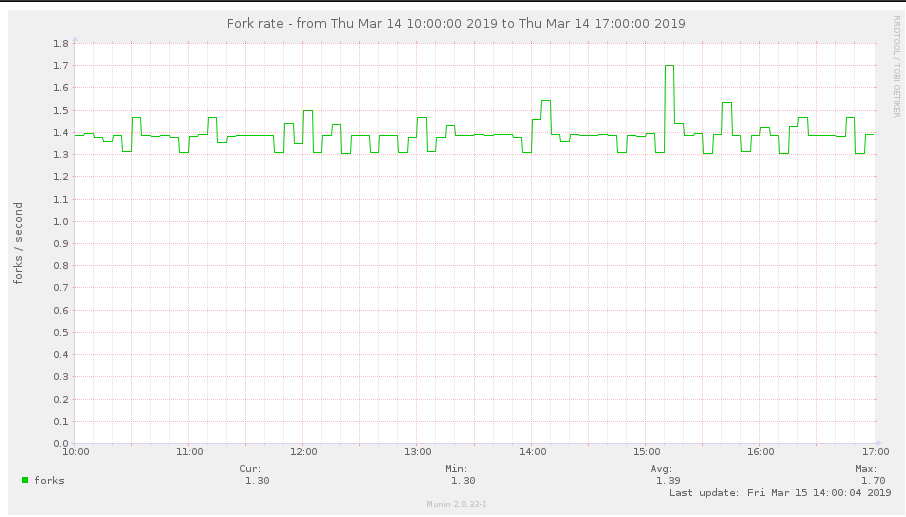 Fork rate - from Thu Mar 14 10:00:00 2019 to Thu Mar 14 17:00:00 2019
RRDTOOL / TOBI OETIKER
forks / second
1.8
1.7
1.6
1.5
1.4
1.3
1.2
1.1
1.0
0.9
0.8
0.7
0.6
0.5
0.4
0.3
0.2
0.1
0.0
10:00 11:00 12:00 13:00 14:00 15:00 16:00 17:00
Cur: Min: Avg: Max:
forks 1.30 1.30 1.39 1.70
Last update: Fri Mar 15 14:00:04 2019
Munin 2.0.33-1